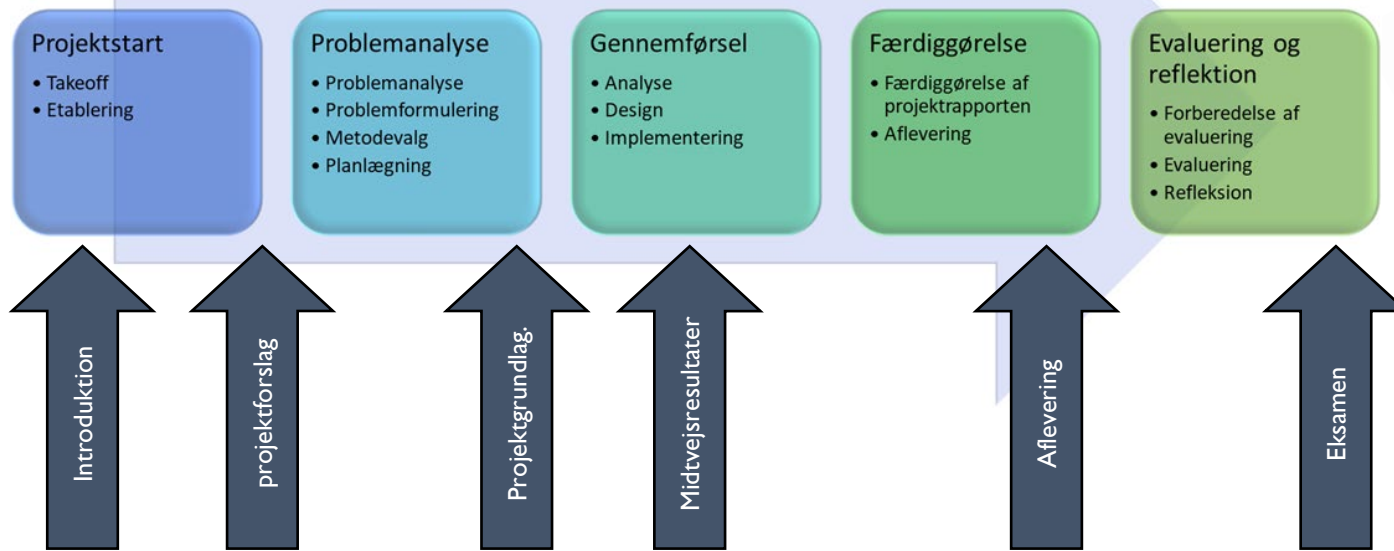 Projektstart
• Takeoff
• Etablering
Problemanalyse
• Problemanalyse
• Problemformulering
• Metodevalg
• Planlægning
Gennemførsel
• Analyse
• Design
• Implementering
Færdiggørelse
• Færdiggørelse af
projektrapporten
• Aflevering
Evaluering og
reflektion
• Forberedelse af
evaluering
• Evaluering
• Refleksion
Introduktion
projektforslag
Projektgrundlag.
Midtvejsresultater
Aflevering
Eksamen